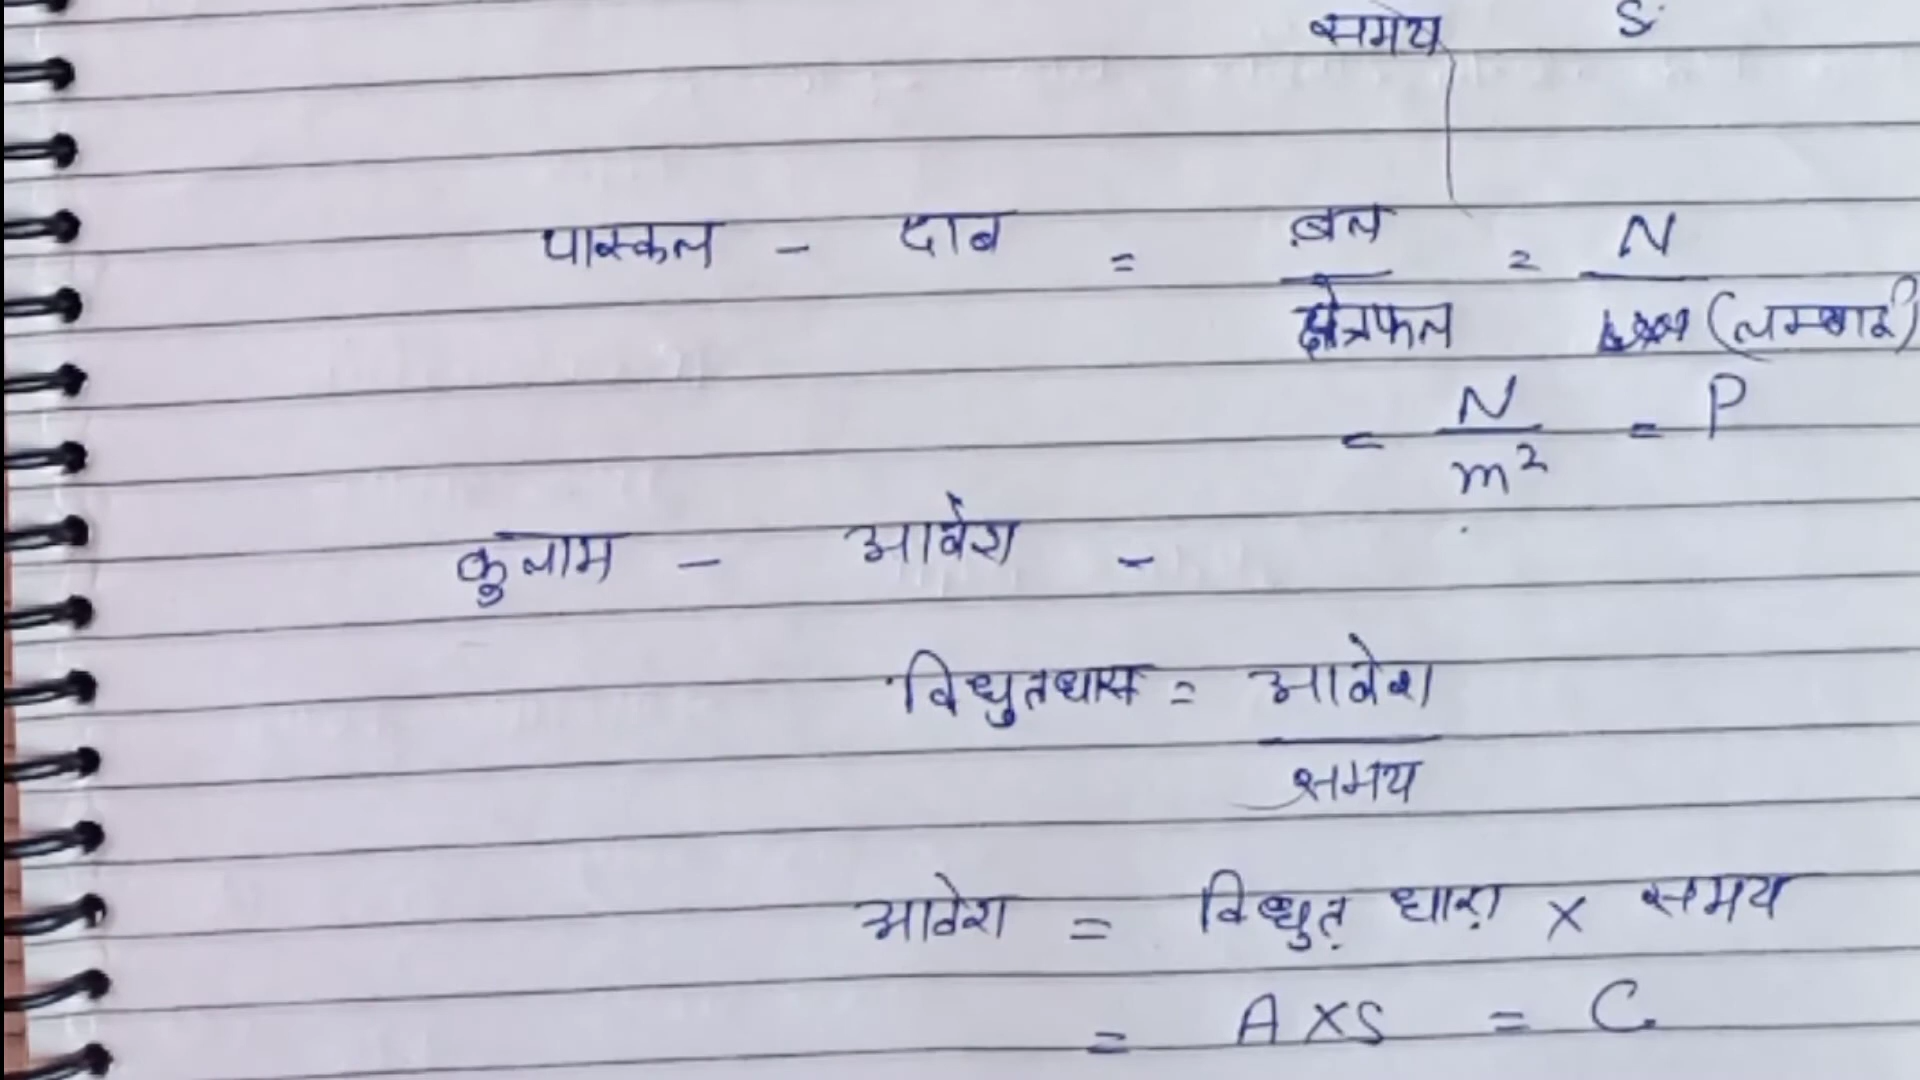 समय S
पास्कल - दाब = बल / क्षेत्रफल = N / (लम्बाई)
= N / m² = P
कुलाम - आवेश -
विधुतधारा = आवेश / समय
आवेश = विधुत धारा × समय
= A×S = C